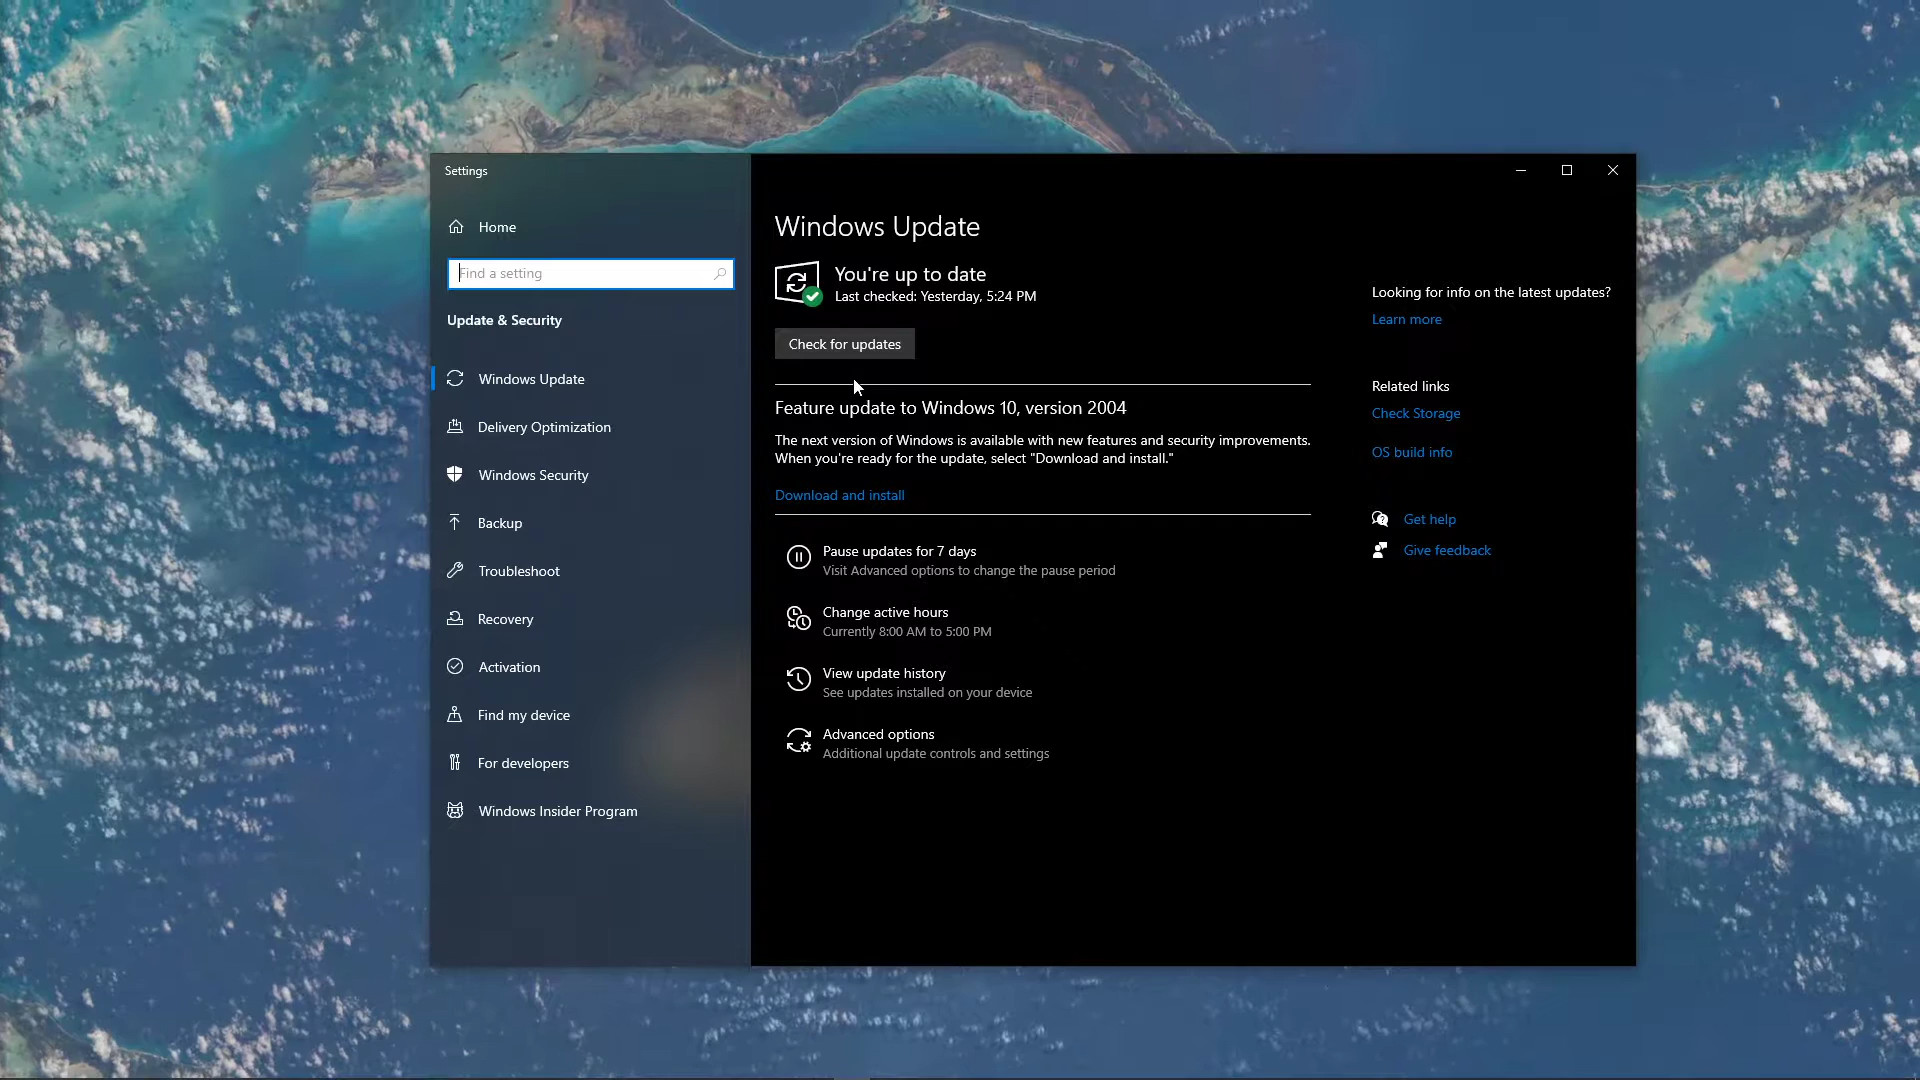 Settings
Home
Find a setting
Update & Security
Windows Update
Delivery Optimization
Windows Security
Backup
Troubleshoot
Recovery
Activation
Find my device
For developers
Windows Insider Program
Windows Update
You're up to date
Last checked: Yesterday, 5:24 PM
Check for updates
Feature update to Windows 10, version 2004
The next version of Windows is available with new features and security improvements.
When you're ready for the update, select "Download and install."
Download and install
Pause updates for 7 days
Visit Advanced options to change the pause period
Change active hours
Currently 8:00 AM to 5:00 PM
View update history
See updates installed on your device
Advanced options
Additional update controls and settings
Looking for info on the latest updates?
Learn more
Related links
Check Storage
OS build info
Get help
Give feedback